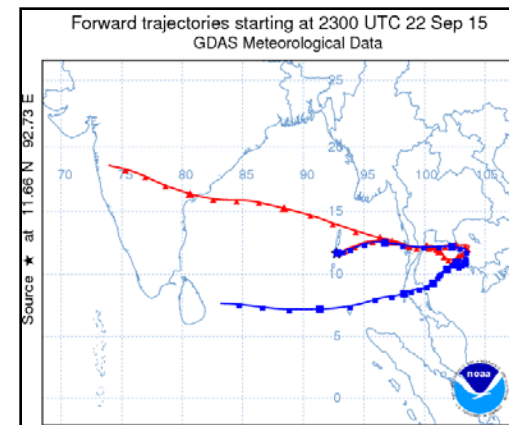 Forward trajectories starting at 2300 UTC 22 Sep 15
GDAS Meteorological Data
Source ★ at 11.66 N 92.73 E
25
20
70 75 80 85 90 95 100 105
15
10
5
0
noaa